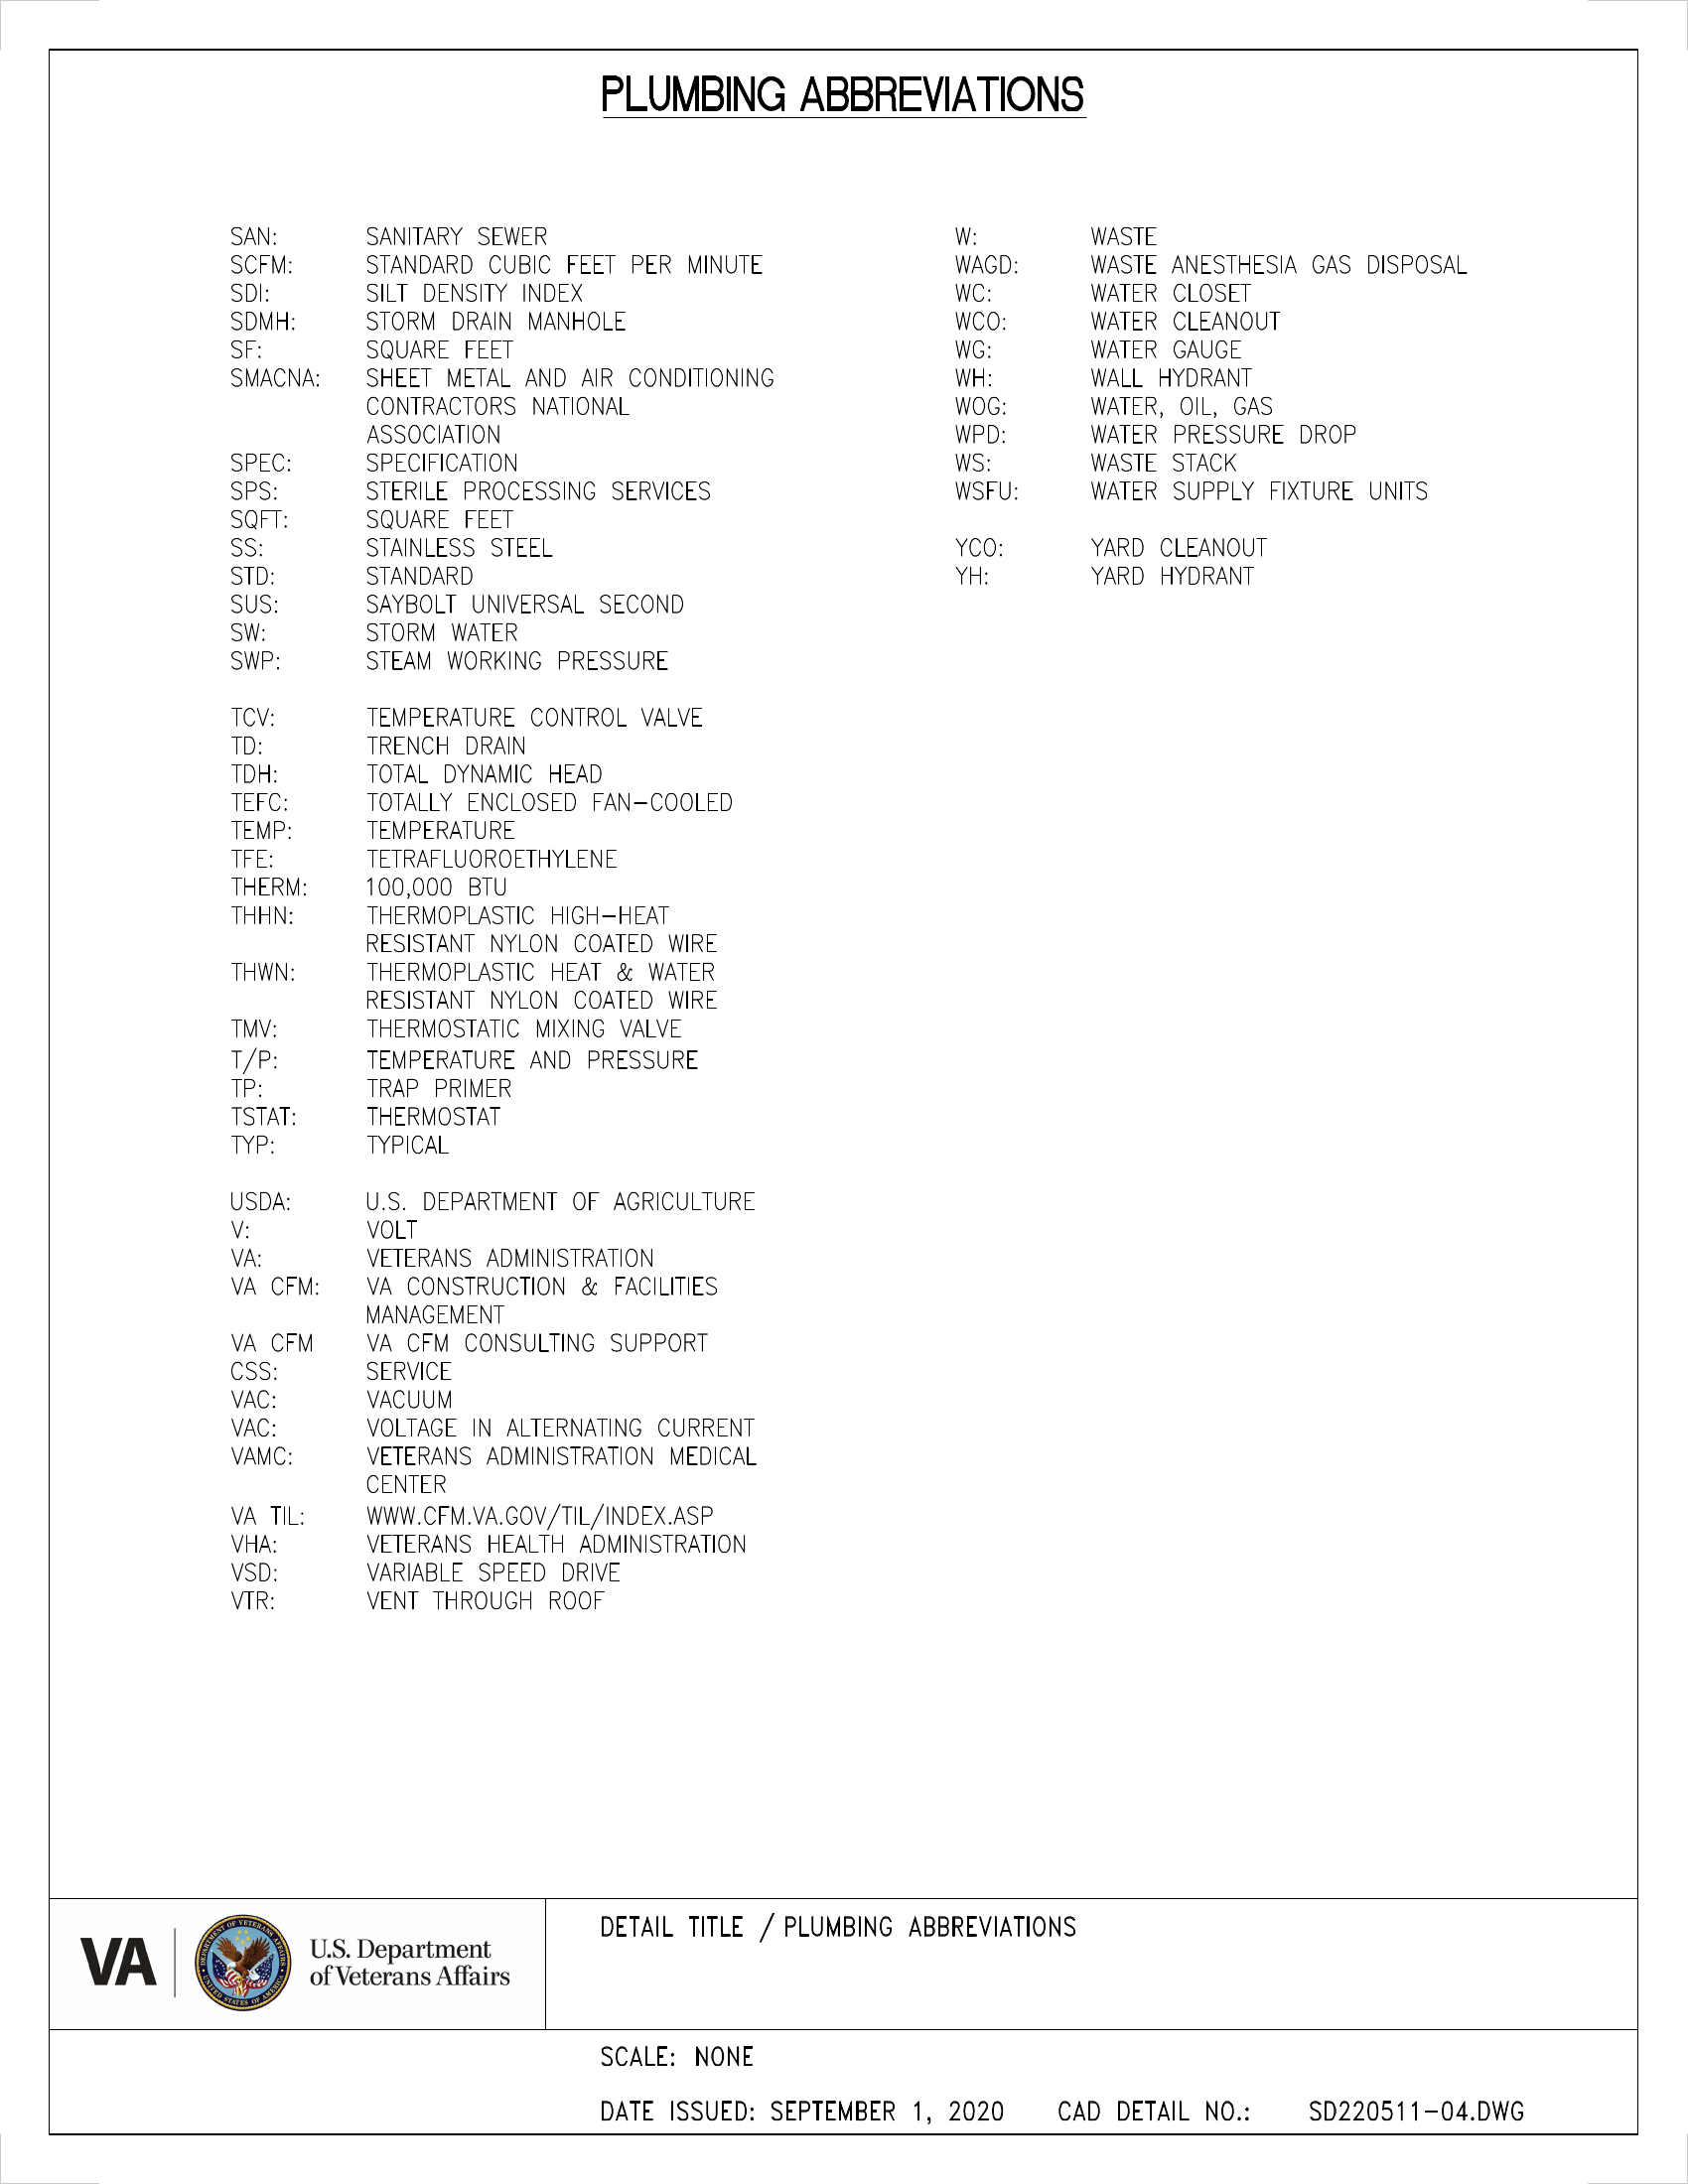 PLUMBING ABBREVIATIONS
SAN: SANITARY SEWER
SCFM: STANDARD CUBIC FEET PER MINUTE
SDI: SILT DENSITY INDEX
SDMH: STORM DRAIN MANHOLE
SF: SQUARE FEET
SMACNA: SHEET METAL AND AIR CONDITIONING
CONTRACTORS NATIONAL
ASSOCIATION
SPEC: SPECIFICATION
SPS: STERILE PROCESSING SERVICES
SQFT: SQUARE FEET
SS: STAINLESS STEEL
STD: STANDARD
SUS: SAYBOLT UNIVERSAL SECOND
SW: STORM WATER
SWP: STEAM WORKING PRESSURE
TCV: TEMPERATURE CONTROL VALVE
TD: TRENCH DRAIN
TDH: TOTAL DYNAMIC HEAD
TEFC: TOTALLY ENCLOSED FAN-COOLED
TEMP: TEMPERATURE
TFE: TETRAFLUOROETHYLENE
THERM: 100,000 BTU
THHN: THERMOPLASTIC HIGH-HEAT
RESISTANT NYLON COATED WIRE
THWN: THERMOPLASTIC HEAT & WATER
RESISTANT NYLON COATED WIRE
TMV: THERMOSTATIC MIXING VALVE
T/P: TEMPERATURE AND PRESSURE
TP: TRAP PRIMER
TSTAT: THERMOSTAT
TYP: TYPICAL
USDA: U.S. DEPARTMENT OF AGRICULTURE
V: VOLT
VA: VETERANS ADMINISTRATION
VA CFM: VA CONSTRUCTION & FACILITIES
MANAGEMENT
VA CFM VA CFM CONSULTING SUPPORT
CSS: SERVICE
VAC: VACUUM
VAC: VOLTAGE IN ALTERNATING CURRENT
VAMC: VETERANS ADMINISTRATION MEDICAL
CENTER
VA TIL: WWW.CFM.VA.GOV/TIL/INDEX.ASP
VHA: VETERANS HEALTH ADMINISTRATION
VSD: VARIABLE SPEED DRIVE
VTR: VENT THROUGH ROOF
W: WASTE
WAGD: WASTE ANESTHESIA GAS DISPOSAL
WC: WATER CLOSET
WCO: WATER CLEANOUT
WG: WATER GAUGE
WH: WALL HYDRANT
WOG: WATER, OIL, GAS
WPD: WATER PRESSURE DROP
WS: WASTE STACK
WSFU: WATER SUPPLY FIXTURE UNITS
YCO: YARD CLEANOUT
YH: YARD HYDRANT
VA
DEPARTMENT OF VETERANS AFFAIRS
UNITED STATES OF AMERICA
U.S. Department
of Veterans Affairs
DETAIL TITLE / PLUMBING ABBREVIATIONS
SCALE: NONE
DATE ISSUED: SEPTEMBER 1, 2020 CAD DETAIL NO.: SD220511-04.DWG